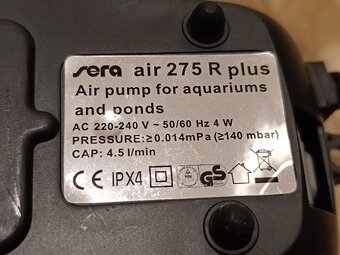 sera air 275 R plus
Air pump for aquariums
and ponds
AC 220-240 V ~ 50/60 Hz 4 W
PRESSURE:≥0.014mPa (≥140 mbar)
CAP: 4.5 l/min
CE IPX4 GS